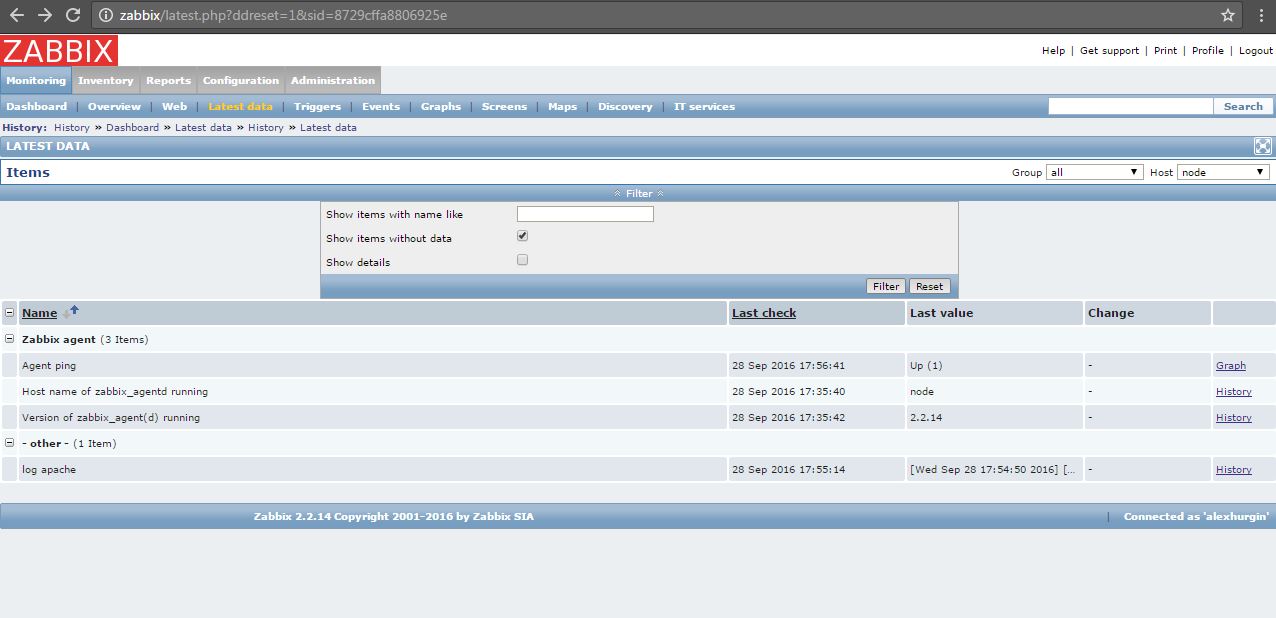 zabbix/latest.php?ddreset=1&sid=8729cffa8806925e
ZABBIX
Help | Get support | Print | Profile | Logout
Monitoring Inventory Reports Configuration Administration
Dashboard | Overview | Web | Latest data | Triggers | Events | Graphs | Screens | Maps | Discovery | IT services Search
History: History » Dashboard » Latest data » History » Latest data
LATEST DATA
Items Group all Host node
Filter
Show items with name like
Show items without data
Show details
Filter Reset
Name Last check Last value Change
Zabbix agent (3 Items)
Agent ping 28 Sep 2016 17:56:41 Up (1) - Graph
Host name of zabbix_agentd running 28 Sep 2016 17:35:40 node - History
Version of zabbix_agent(d) running 28 Sep 2016 17:35:42 2.2.14 - History
- other - (1 Item)
log apache 28 Sep 2016 17:55:14 [Wed Sep 28 17:54:50 2016] [... - History
Zabbix 2.2.14 Copyright 2001-2016 by Zabbix SIA | Connected as 'alexhurgin'